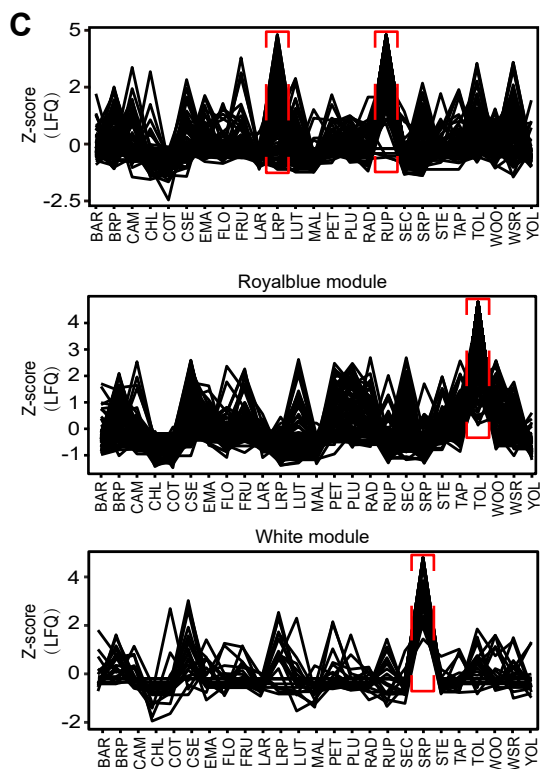 C
5
2
0
-2.5
Z-score
(LFQ)
BAR BRP CAM CHL COT CSE EMA FLO FRU LAR LRP LUT MAL PET PLU RAD RUP SEC SRP STE TAP TOL WOO WSR YOL
Royalblue module
4
3
2
1
0
-1
Z-score
(LFQ)
BAR BRP CAM CHL COT CSE EMA FLO FRU LAR LRP LUT MAL PET PLU RAD RUP SEC SRP STE TAP TOL WOO WSR YOL
White module
4
2
0
-2
Z-score
(LFQ)
BAR BRP CAM CHL COT CSE EMA FLO FRU LAR LRP LUT MAL PET PLU RAD RUP SEC SRP STE TAP TOL WOO WSR YOL